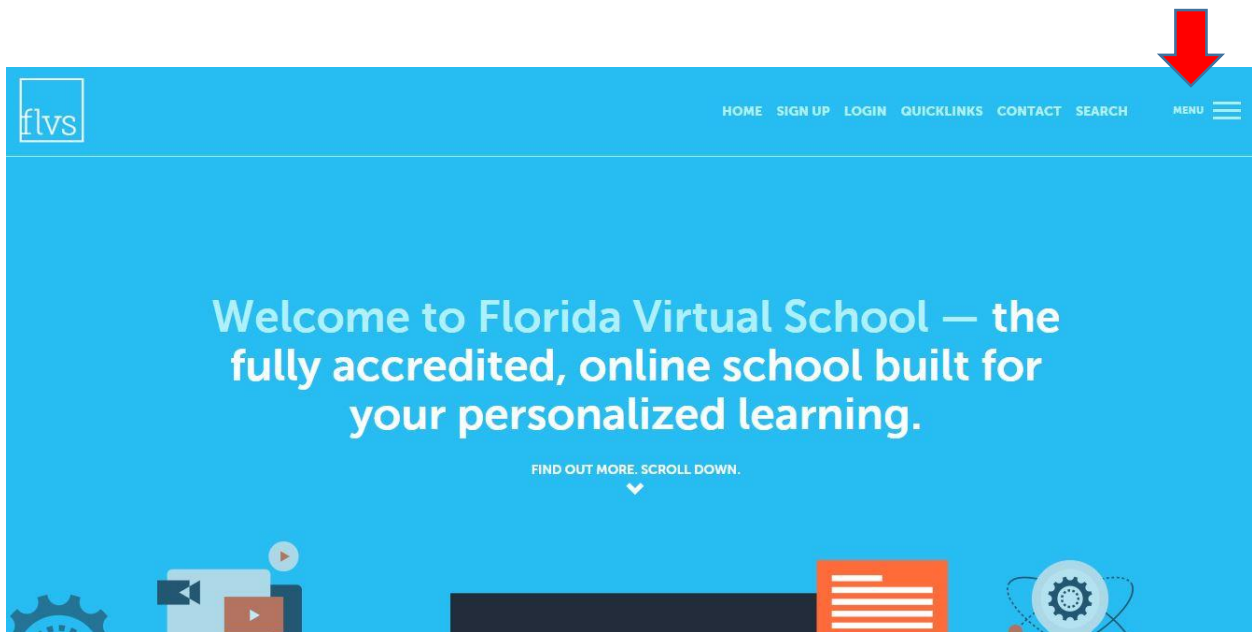 flvs
HOME SIGN UP LOGIN QUICKLINKS CONTACT SEARCH MENU
Welcome to Florida Virtual School — the
fully accredited, online school built for
your personalized learning.
FIND OUT MORE. SCROLL DOWN.